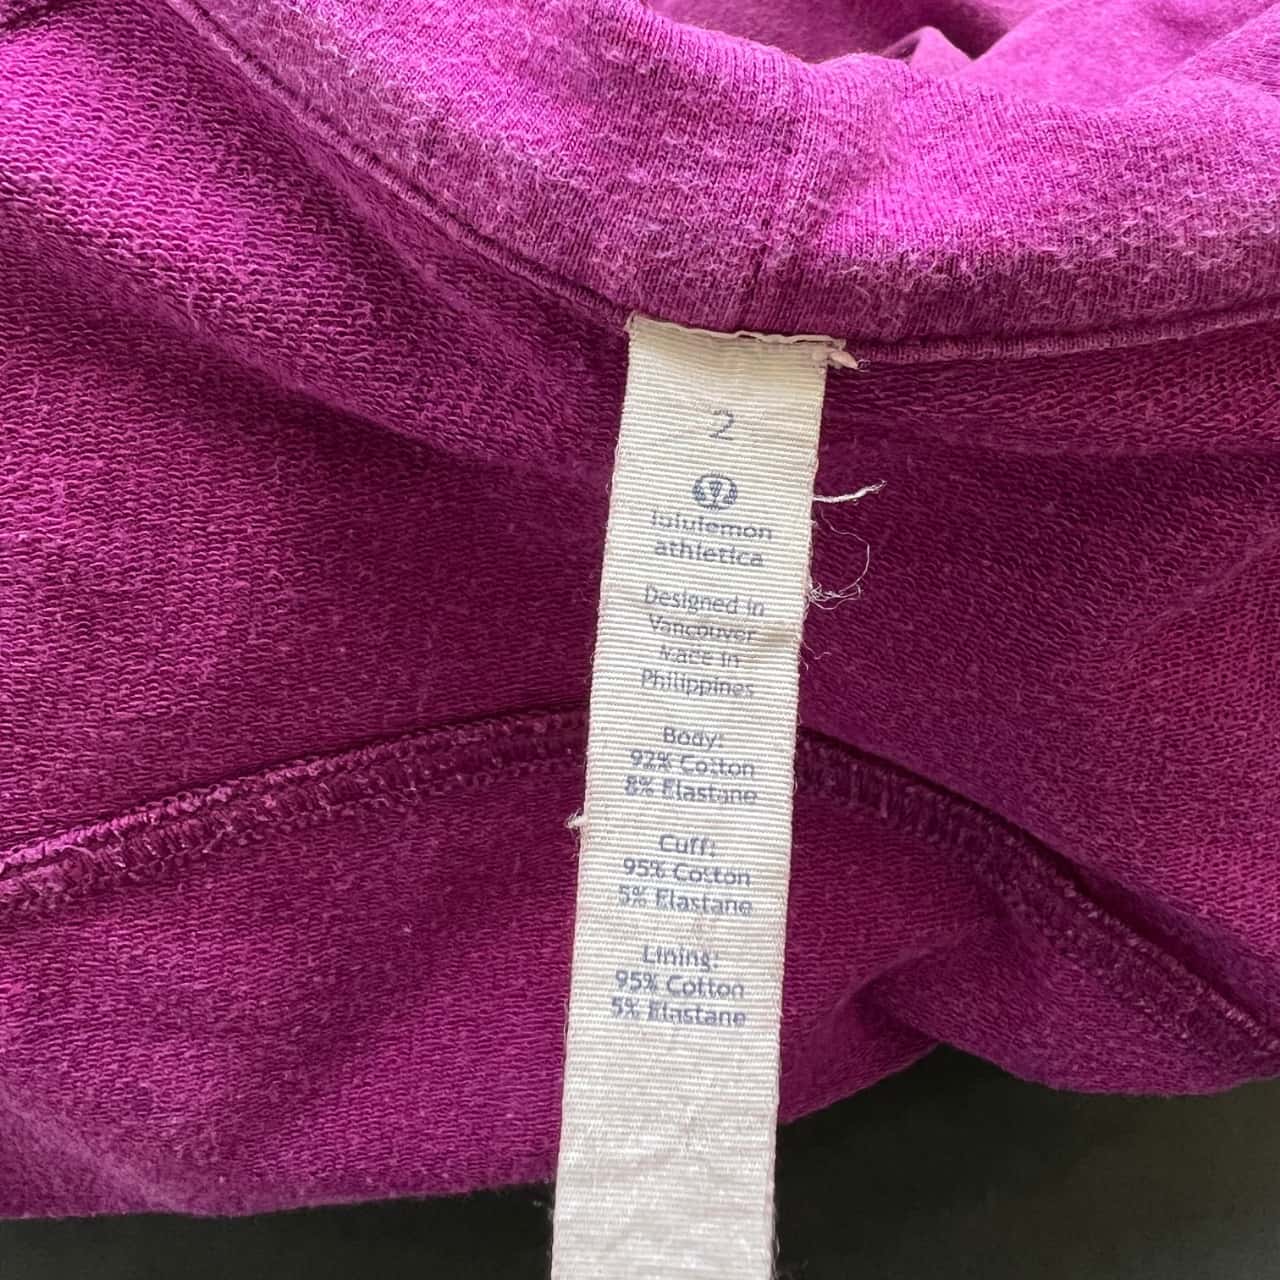 2
lululemon
athletica
Designed in
Vancouver
Made in
Philippines
Body:
92% Cotton
8% Elastane
Cuff:
95% Cotton
5% Elastane
Lining:
95% Cotton
5% Elastane